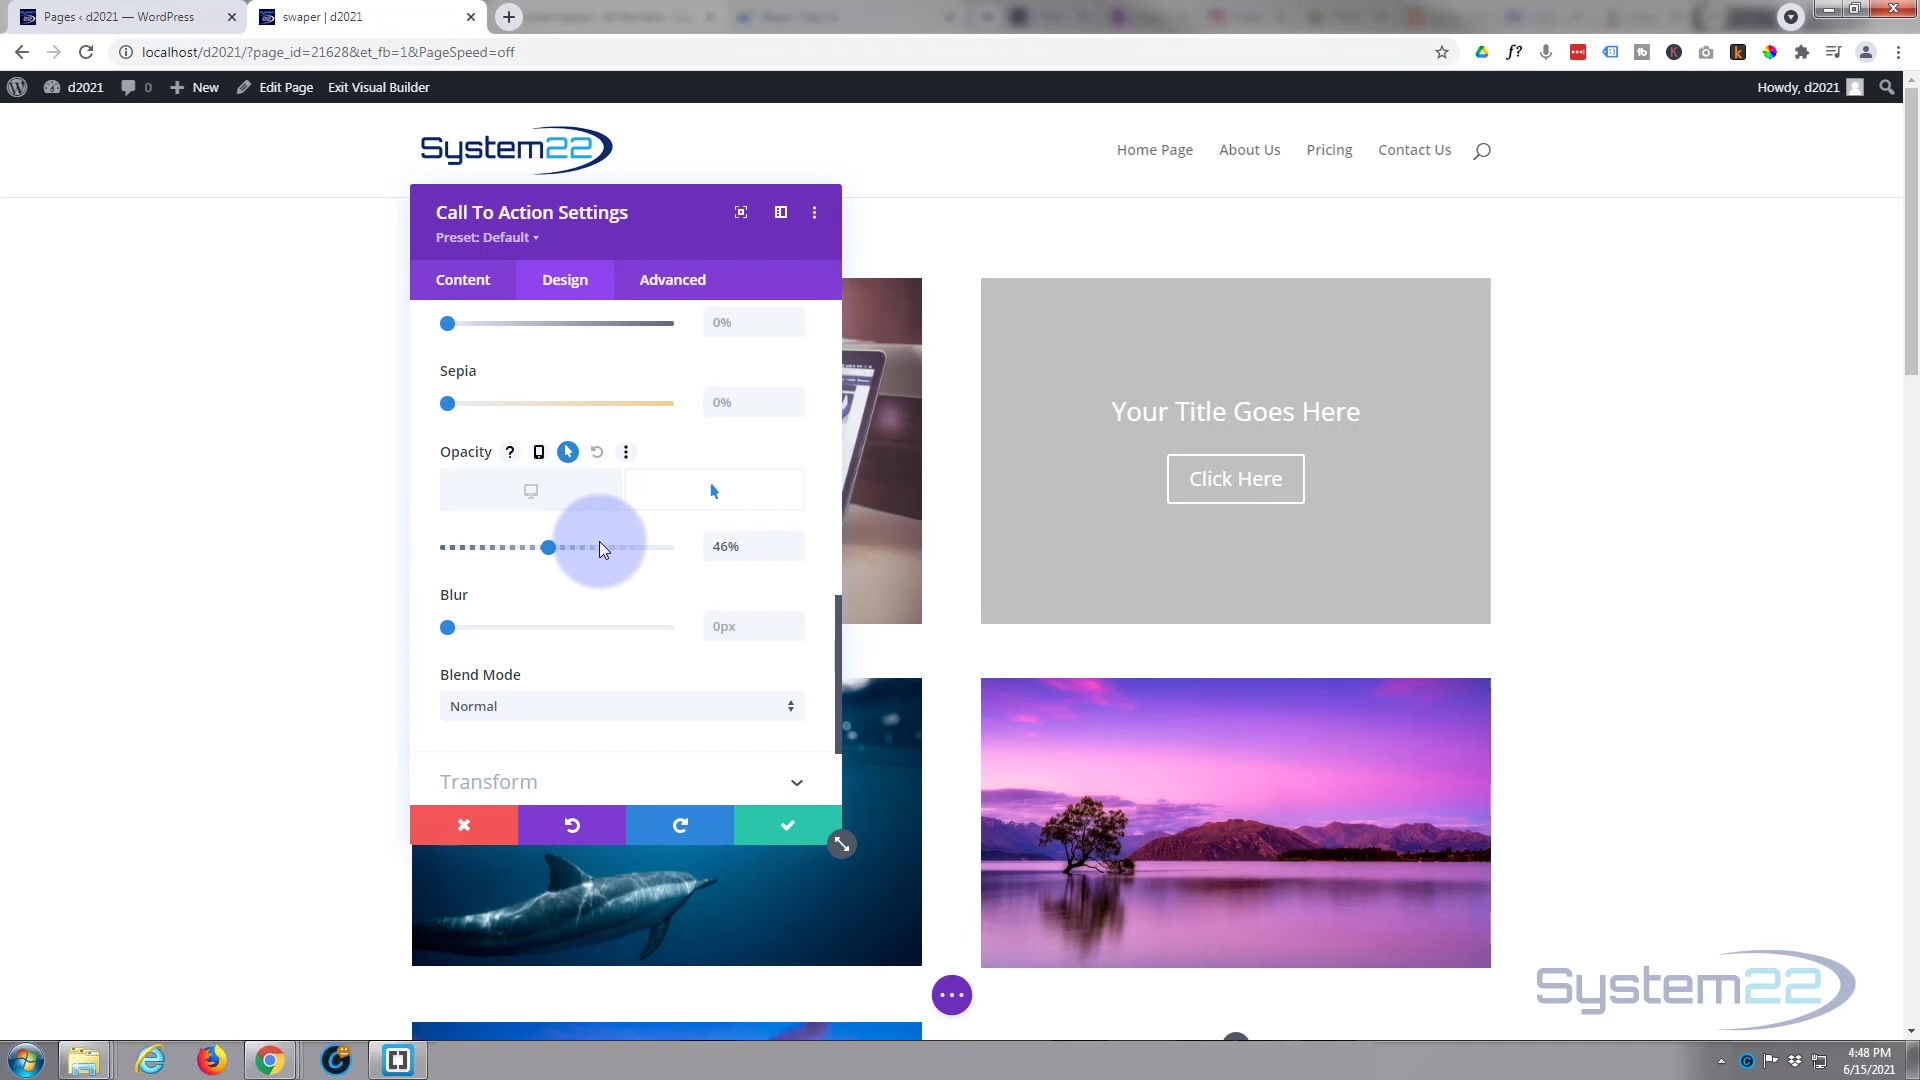 Pages ‹ d2021 — WordPress
swaper | d2021
localhost/d2021/?page_id=21628&et_fb=1&PageSpeed=off
d2021
0
New
Edit Page
Exit Visual Builder
Howdy, d2021
System22
Home Page
About Us
Pricing
Contact Us
Call To Action Settings
Preset: Default
Content
Design
Advanced
0%
Sepia
0%
Opacity
46%
Blur
0px
Blend Mode
Normal
Transform
Your Title Goes Here
Click Here
System22
4:48 PM
6/15/2021